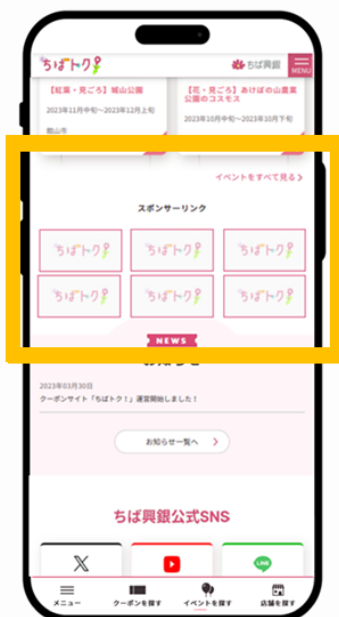 ちばトク!
ちば興銀
MENU
【紅葉・見ごろ】城山公園
2023年11月中旬~2023年12月上旬
館山市
【花・見ごろ】あけぼの山農業公園のコスモス
2023年10月中旬~2023年10月下旬
イベントをすべて見る >
スポンサーリンク
ちばトク! ちばトク! ちばトク!
ちばトク! ちばトク! ちばトク!
NEWS
お知らせ
2023年03月30日
クーポンサイト「ちばトク!」運営開始しました!
お知らせ一覧へ >
ちば興銀公式SNS
X
LINE
メニュー クーポンを探す イベントを探す 店舗を探す